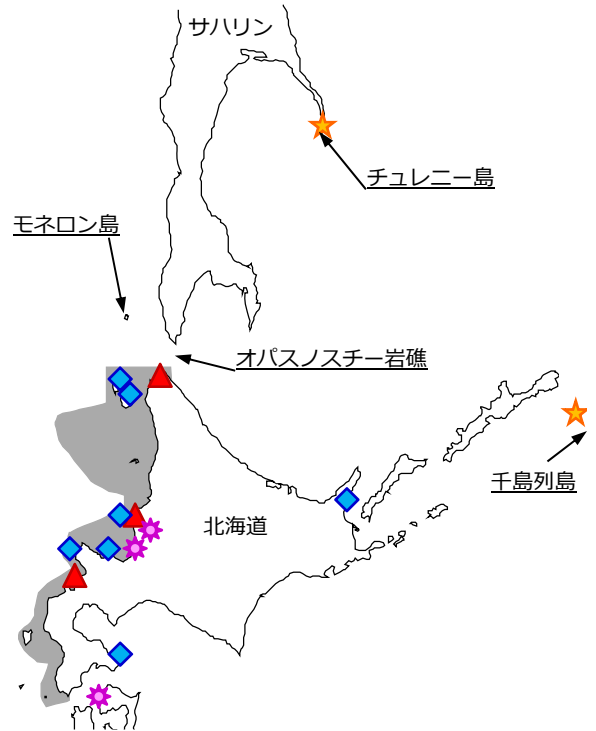 サハリン
チュレニー島
モネロン島
オパスノスチー岩礁
千島列島
北海道